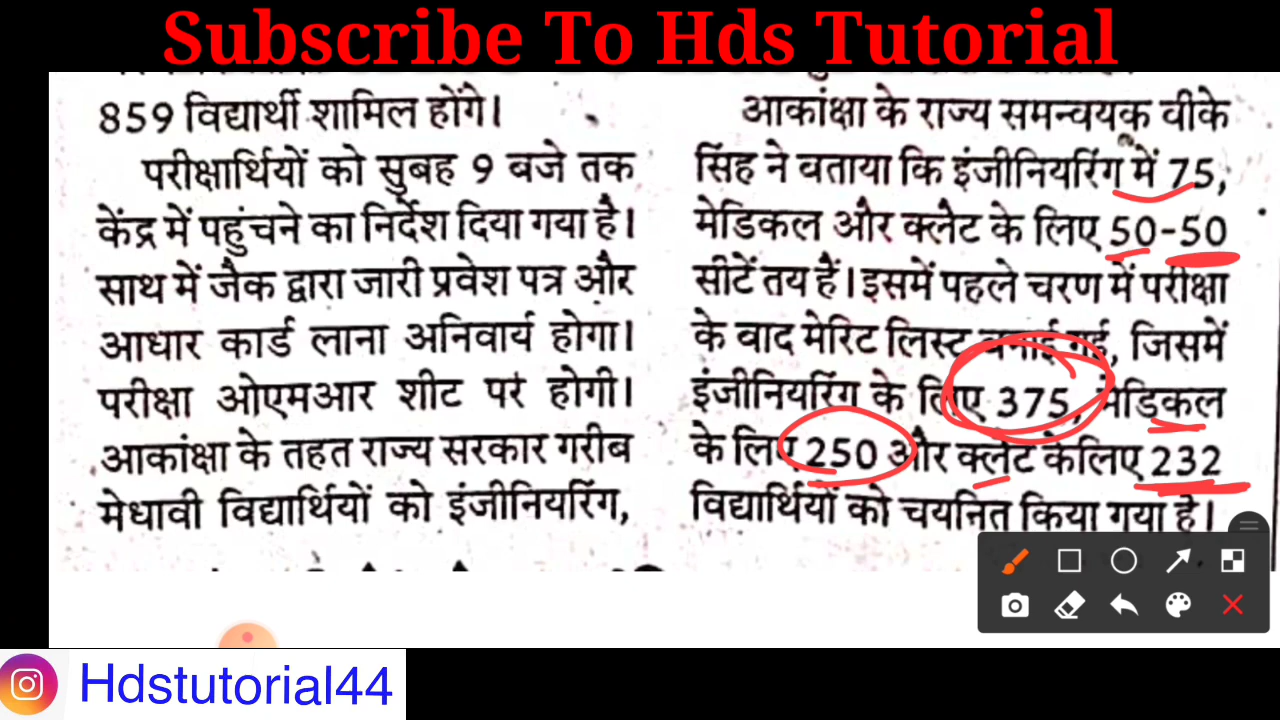 Subscribe To Hds Tutorial
859 विद्यार्थी शामिल होंगे।
परीक्षार्थियों को सुबह 9 बजे तक
केंद्र में पहुंचने का निर्देश दिया गया है।
साथ में जैक द्वारा जारी प्रवेश पत्र और
आधार कार्ड लाना अनिवार्य होगा।
परीक्षा ओएमआर शीट पर होगी।
आकांक्षा के तहत राज्य सरकार गरीब
मेधावी विद्यार्थियों को इंजीनियरिंग,
आकांक्षा के राज्य समन्वयक वीके
सिंह ने बताया कि इंजीनियरिंग में 75,
मेडिकल और क्लैट के लिए 50-50
सीटें तय हैं। इसमें पहले चरण में परीक्षा
के वाद मेरिट लिस्ट बनाई गई, जिसमें
इंजीनियरिंग के लिए 375, मेडिकल
के लिए 250 और क्लैट के लिए 232
विद्यार्थियों को चयनित किया गया है।
Hdstutorial44